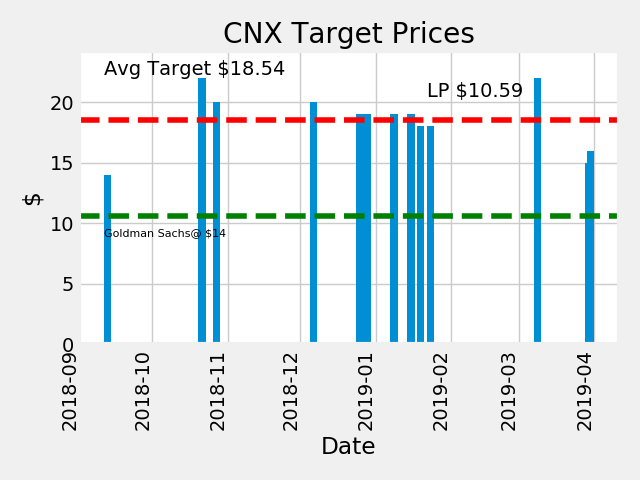 CNX Target Prices
Avg Target $18.54
LP $10.59
Goldman Sachs@ $14
$
20
15
10
5
0
2018-09
2018-10
2018-11
2018-12
2019-01
2019-02
2019-03
2019-04
Date